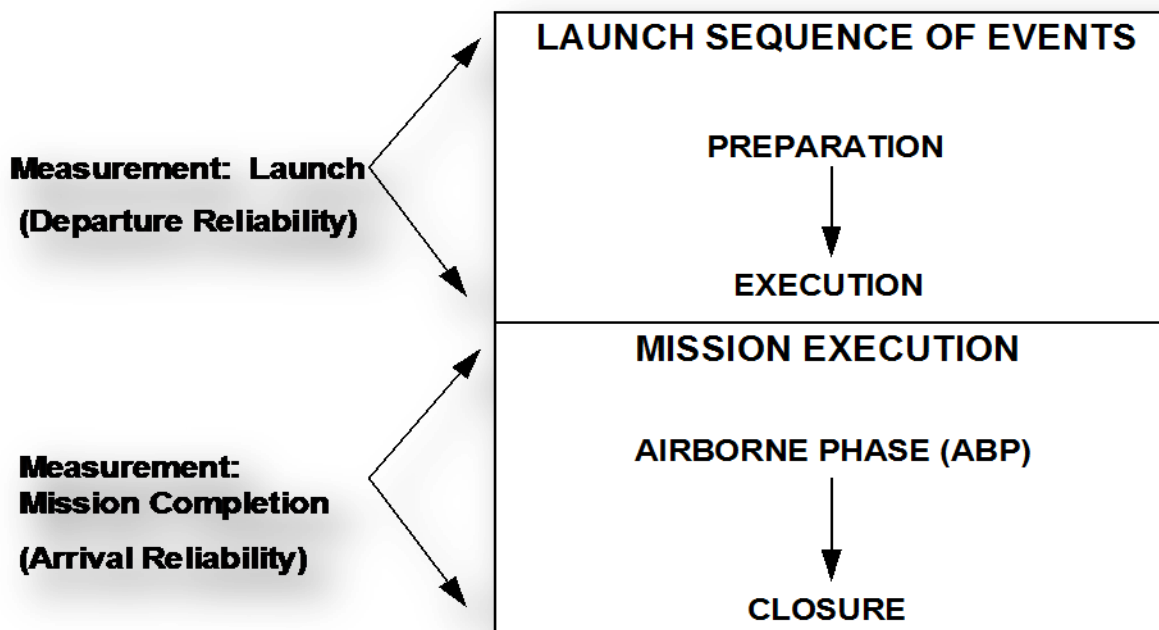 LAUNCH SEQUENCE OF EVENTS
PREPARATION
Measurement: Launch
(Departure Reliability)
EXECUTION
MISSION EXECUTION
AIRBORNE PHASE (ABP)
Measurement:
Mission Completion
(Arrival Reliability)
CLOSURE